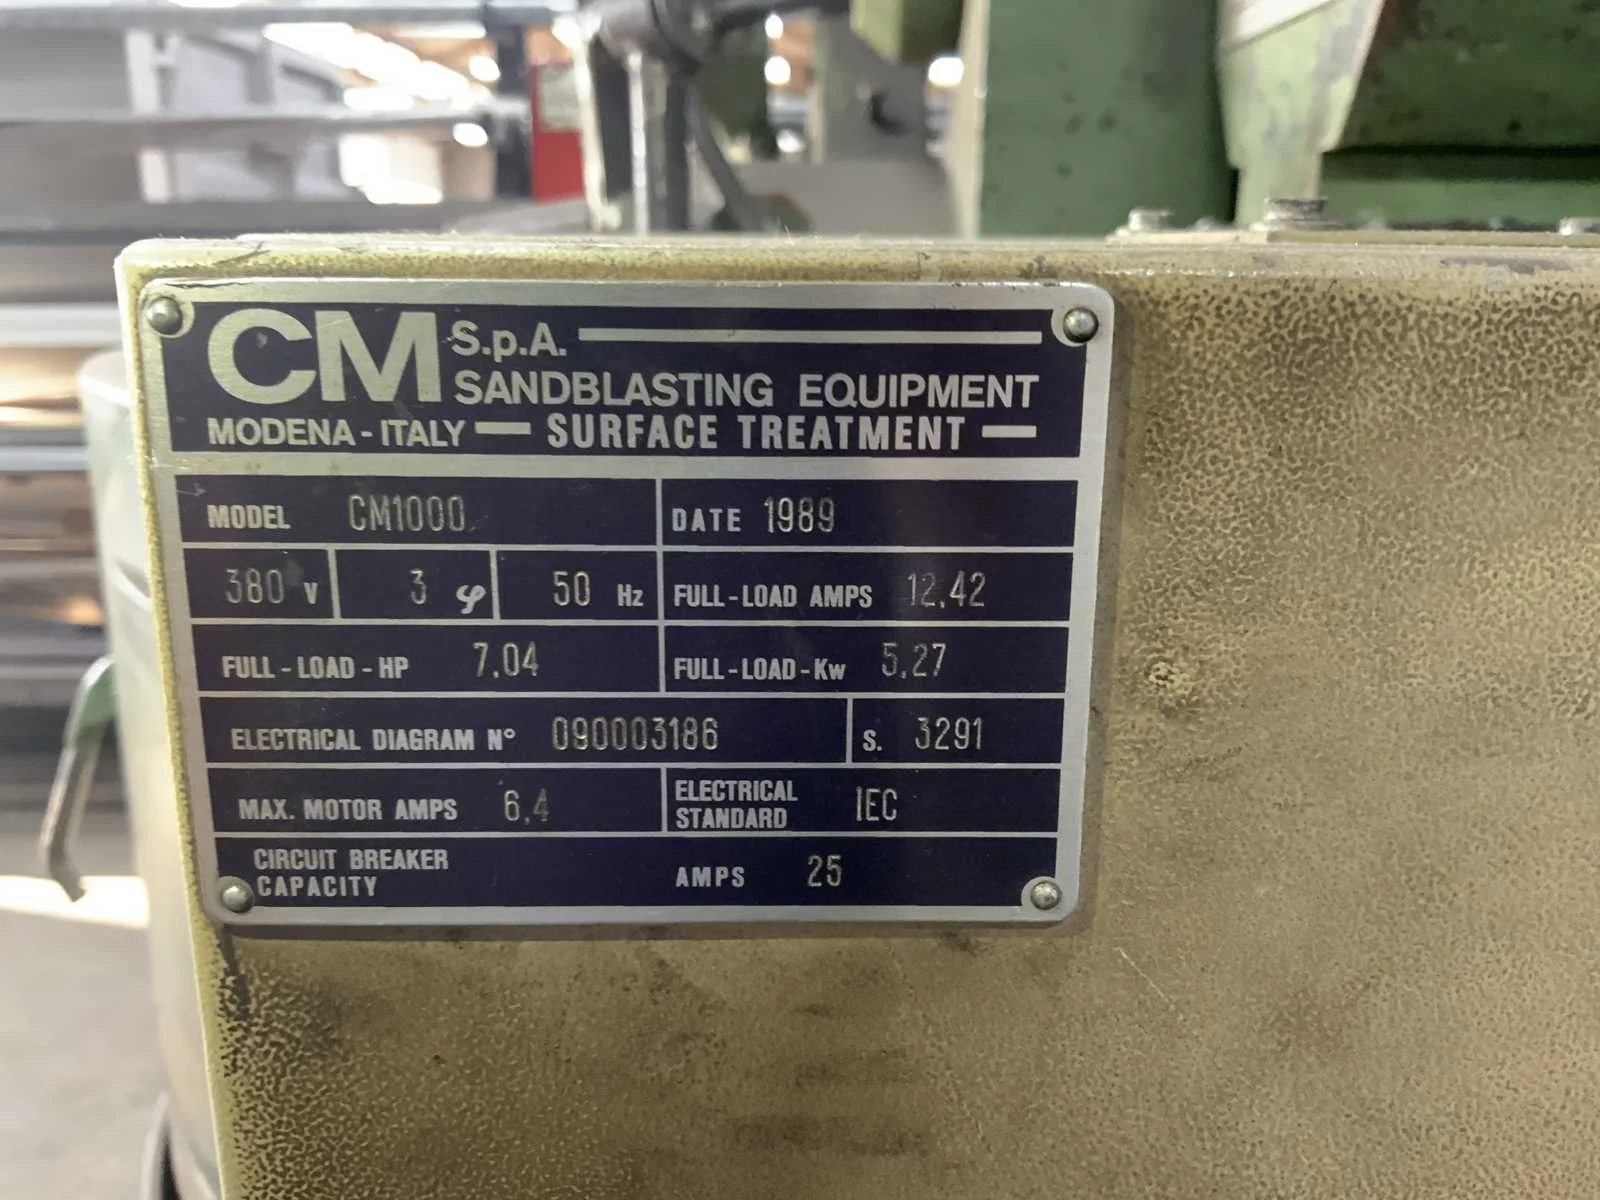 CM S.p.A.
SANDBLASTING EQUIPMENT
MODENA - ITALY — SURFACE TREATMENT —
MODEL CM1000 DATE 1989
380 V 3 φ 50 Hz FULL-LOAD AMPS 12,42
FULL-LOAD-HP 7,04 FULL-LOAD-Kw 5,27
ELECTRICAL DIAGRAM N° 090003186 S. 3291
MAX. MOTOR AMPS 6,4 ELECTRICAL STANDARD IEC
CIRCUIT BREAKER CAPACITY AMPS 25